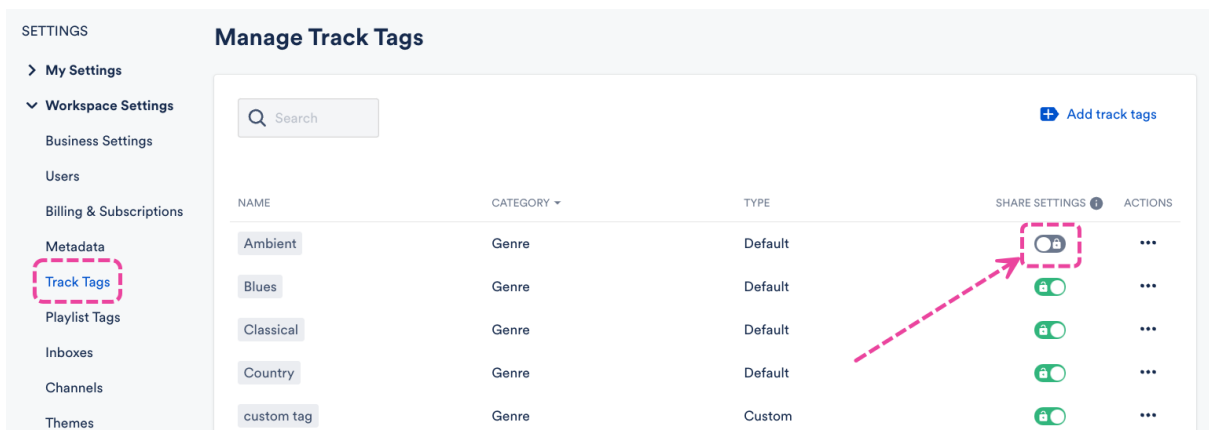 SETTINGS
My Settings
Workspace Settings
Business Settings
Users
Billing & Subscriptions
Metadata
Track Tags
Playlist Tags
Inboxes
Channels
Themes
Manage Track Tags
Search
Add track tags
NAME CATEGORY TYPE SHARE SETTINGS ACTIONS
Ambient Genre Default
Blues Genre Default
Classical Genre Default
Country Genre Default
custom tag Genre Custom